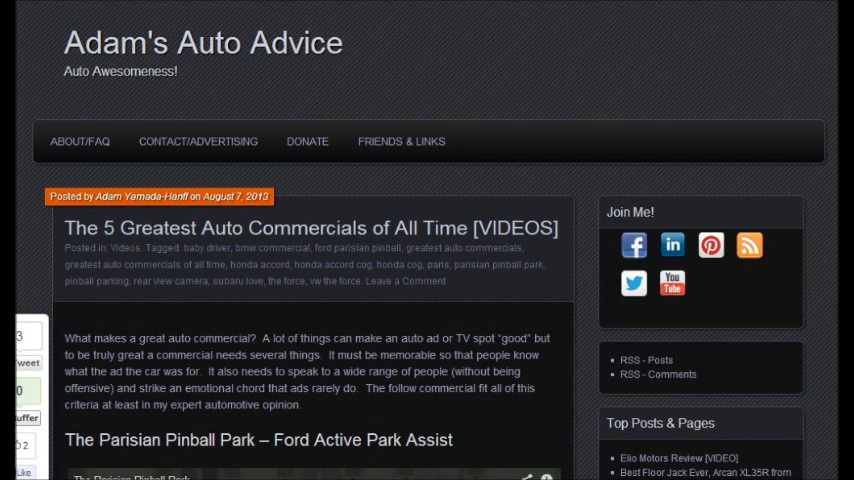 Adam's Auto Advice
Auto Awesomeness!
ABOUT/FAQ CONTACT/ADVERTISING DONATE FRIENDS & LINKS
Posted by Adam Yamada-Hanff on August 7, 2013
The 5 Greatest Auto Commercials of All Time [VIDEOS]
Posted in: Videos. Tagged: baby driver, bmw commercial, ford parisian pinball, greatest auto commercials,
greatest auto commercials of all time, honda accord, honda accord cog, honda cog, paris, parisian pinball park,
pinball parking, rear view camera, subaru love, the force, vw the force. Leave a Comment
What makes a great auto commercial? A lot of things can make an auto ad or TV spot “good” but
to be truly great a commercial needs several things. It must be memorable so that people know
what the ad the car was for. It also needs to speak to a wide range of people (without being
offensive) and strike an emotional chord that ads rarely do. The follow commercial fit all of this
criteria at least in my expert automotive opinion.
The Parisian Pinball Park – Ford Active Park Assist
The Parisian Pinball Park
3
weet
0
uffer
2
Like
Join Me!
You
Tube
RSS - Posts
RSS - Comments
Top Posts & Pages
Elio Motors Review [VIDEO]
Best Floor Jack Ever, Arcan XL35R from